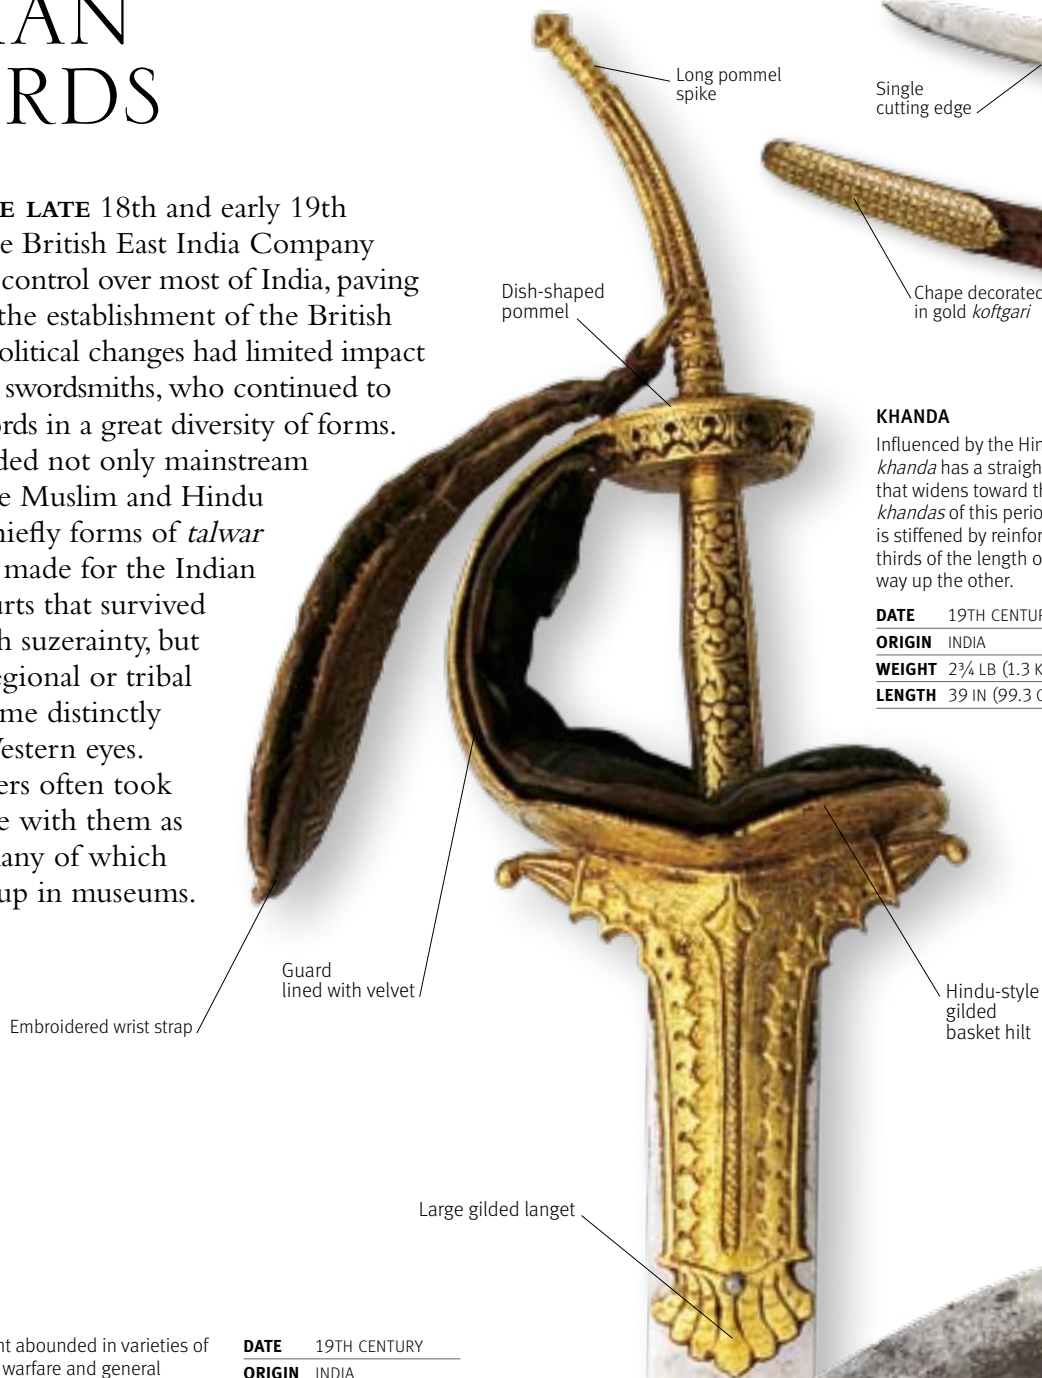 RDS
E LATE 18th and early 19th
e British East India Company
control over most of India, paving
the establishment of the British
olitical changes had limited impact
swordsmiths, who continued to
rds in a great diversity of forms.
ded not only mainstream
e Muslim and Hindu
hiefly forms of talwar
made for the Indian
urts that survived
h suzerainty, but
egional or tribal
me distinctly
Western eyes.
ers often took
e with them as
any of which
up in museums.
Long pommel
spike
Single
cutting edge
Dish-shaped
pommel
Chape decorated
in gold koftgari
KHANDA
Influenced by the Hin
khanda has a straigh
that widens toward th
khandas of this perio
is stiffened by reinfor
thirds of the length o
way up the other.
DATE 19TH CENTUR
ORIGIN INDIA
WEIGHT 2¾ LB (1.3 K
LENGTH 39 IN (99.3 C
Guard
lined with velvet
Embroidered wrist strap
Hindu-style
gilded
basket hilt
Large gilded langet
nt abounded in varieties of
warfare and general
DATE 19TH CENTURY
ORIGIN INDIA